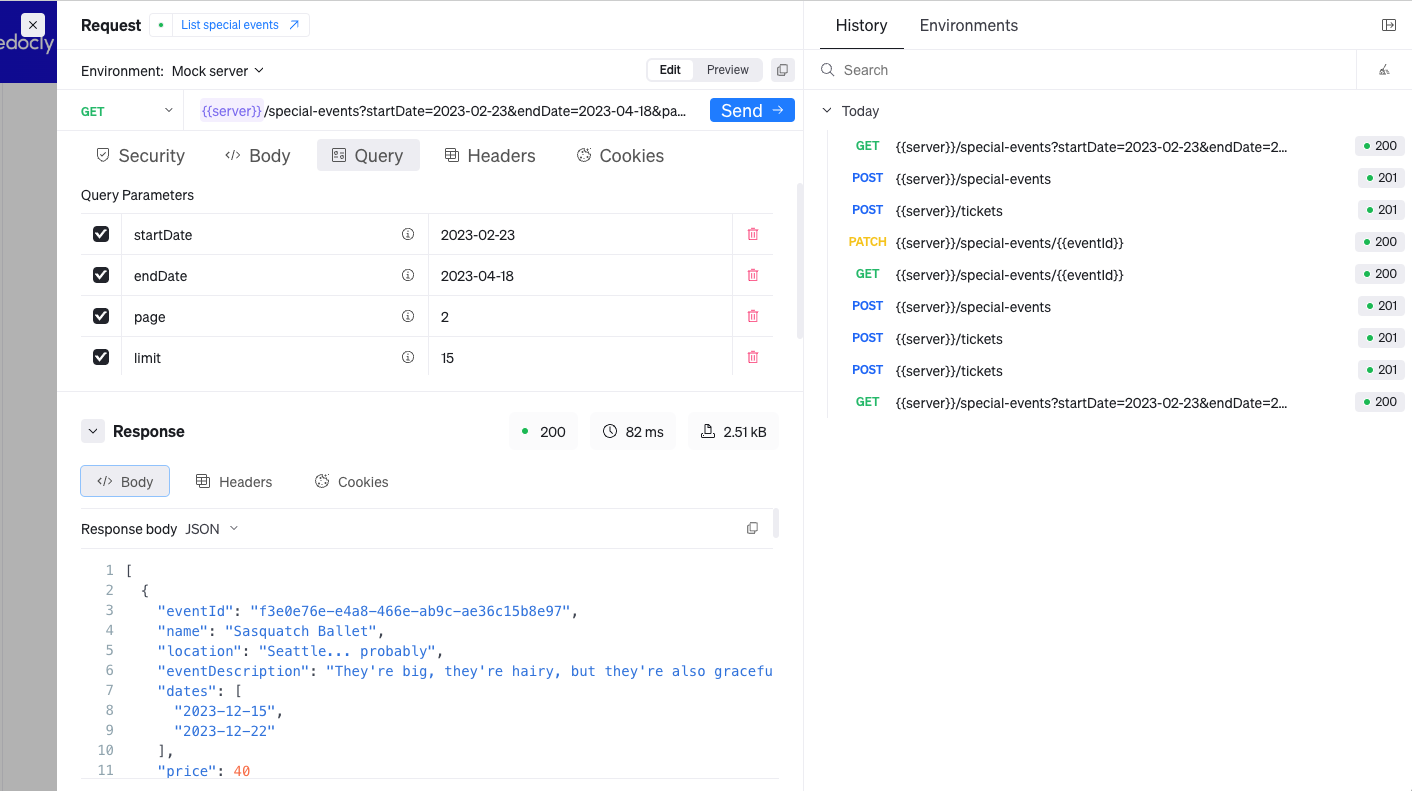 edocly
Request
List special events
History
Environments
Environment: Mock server
Edit
Preview
Search
GET
{{server}}/special-events?startDate=2023-02-23&endDate=2023-04-18&pa...
Send
Today
Security
Body
Query
Headers
Cookies
Query Parameters
startDate
2023-02-23
endDate
2023-04-18
page
2
limit
15
GET {{server}}/special-events?startDate=2023-02-23&endDate=2... 200
POST {{server}}/special-events 201
POST {{server}}/tickets 201
PATCH {{server}}/special-events/{{eventId}} 200
GET {{server}}/special-events/{{eventId}} 200
POST {{server}}/special-events 201
POST {{server}}/tickets 201
POST {{server}}/tickets 201
GET {{server}}/special-events?startDate=2023-02-23&endDate=2... 200
Response
200
82 ms
2.51 kB
Body
Headers
Cookies
Response body JSON
1 [
2 {
3 "eventId": "f3e0e76e-e4a8-466e-ab9c-ae36c15b8e97",
4 "name": "Sasquatch Ballet",
5 "location": "Seattle... probably",
6 "eventDescription": "They're big, they're hairy, but they're also gracefu
7 "dates": [
8 "2023-12-15",
9 "2023-12-22"
10 ],
11 "price": 40